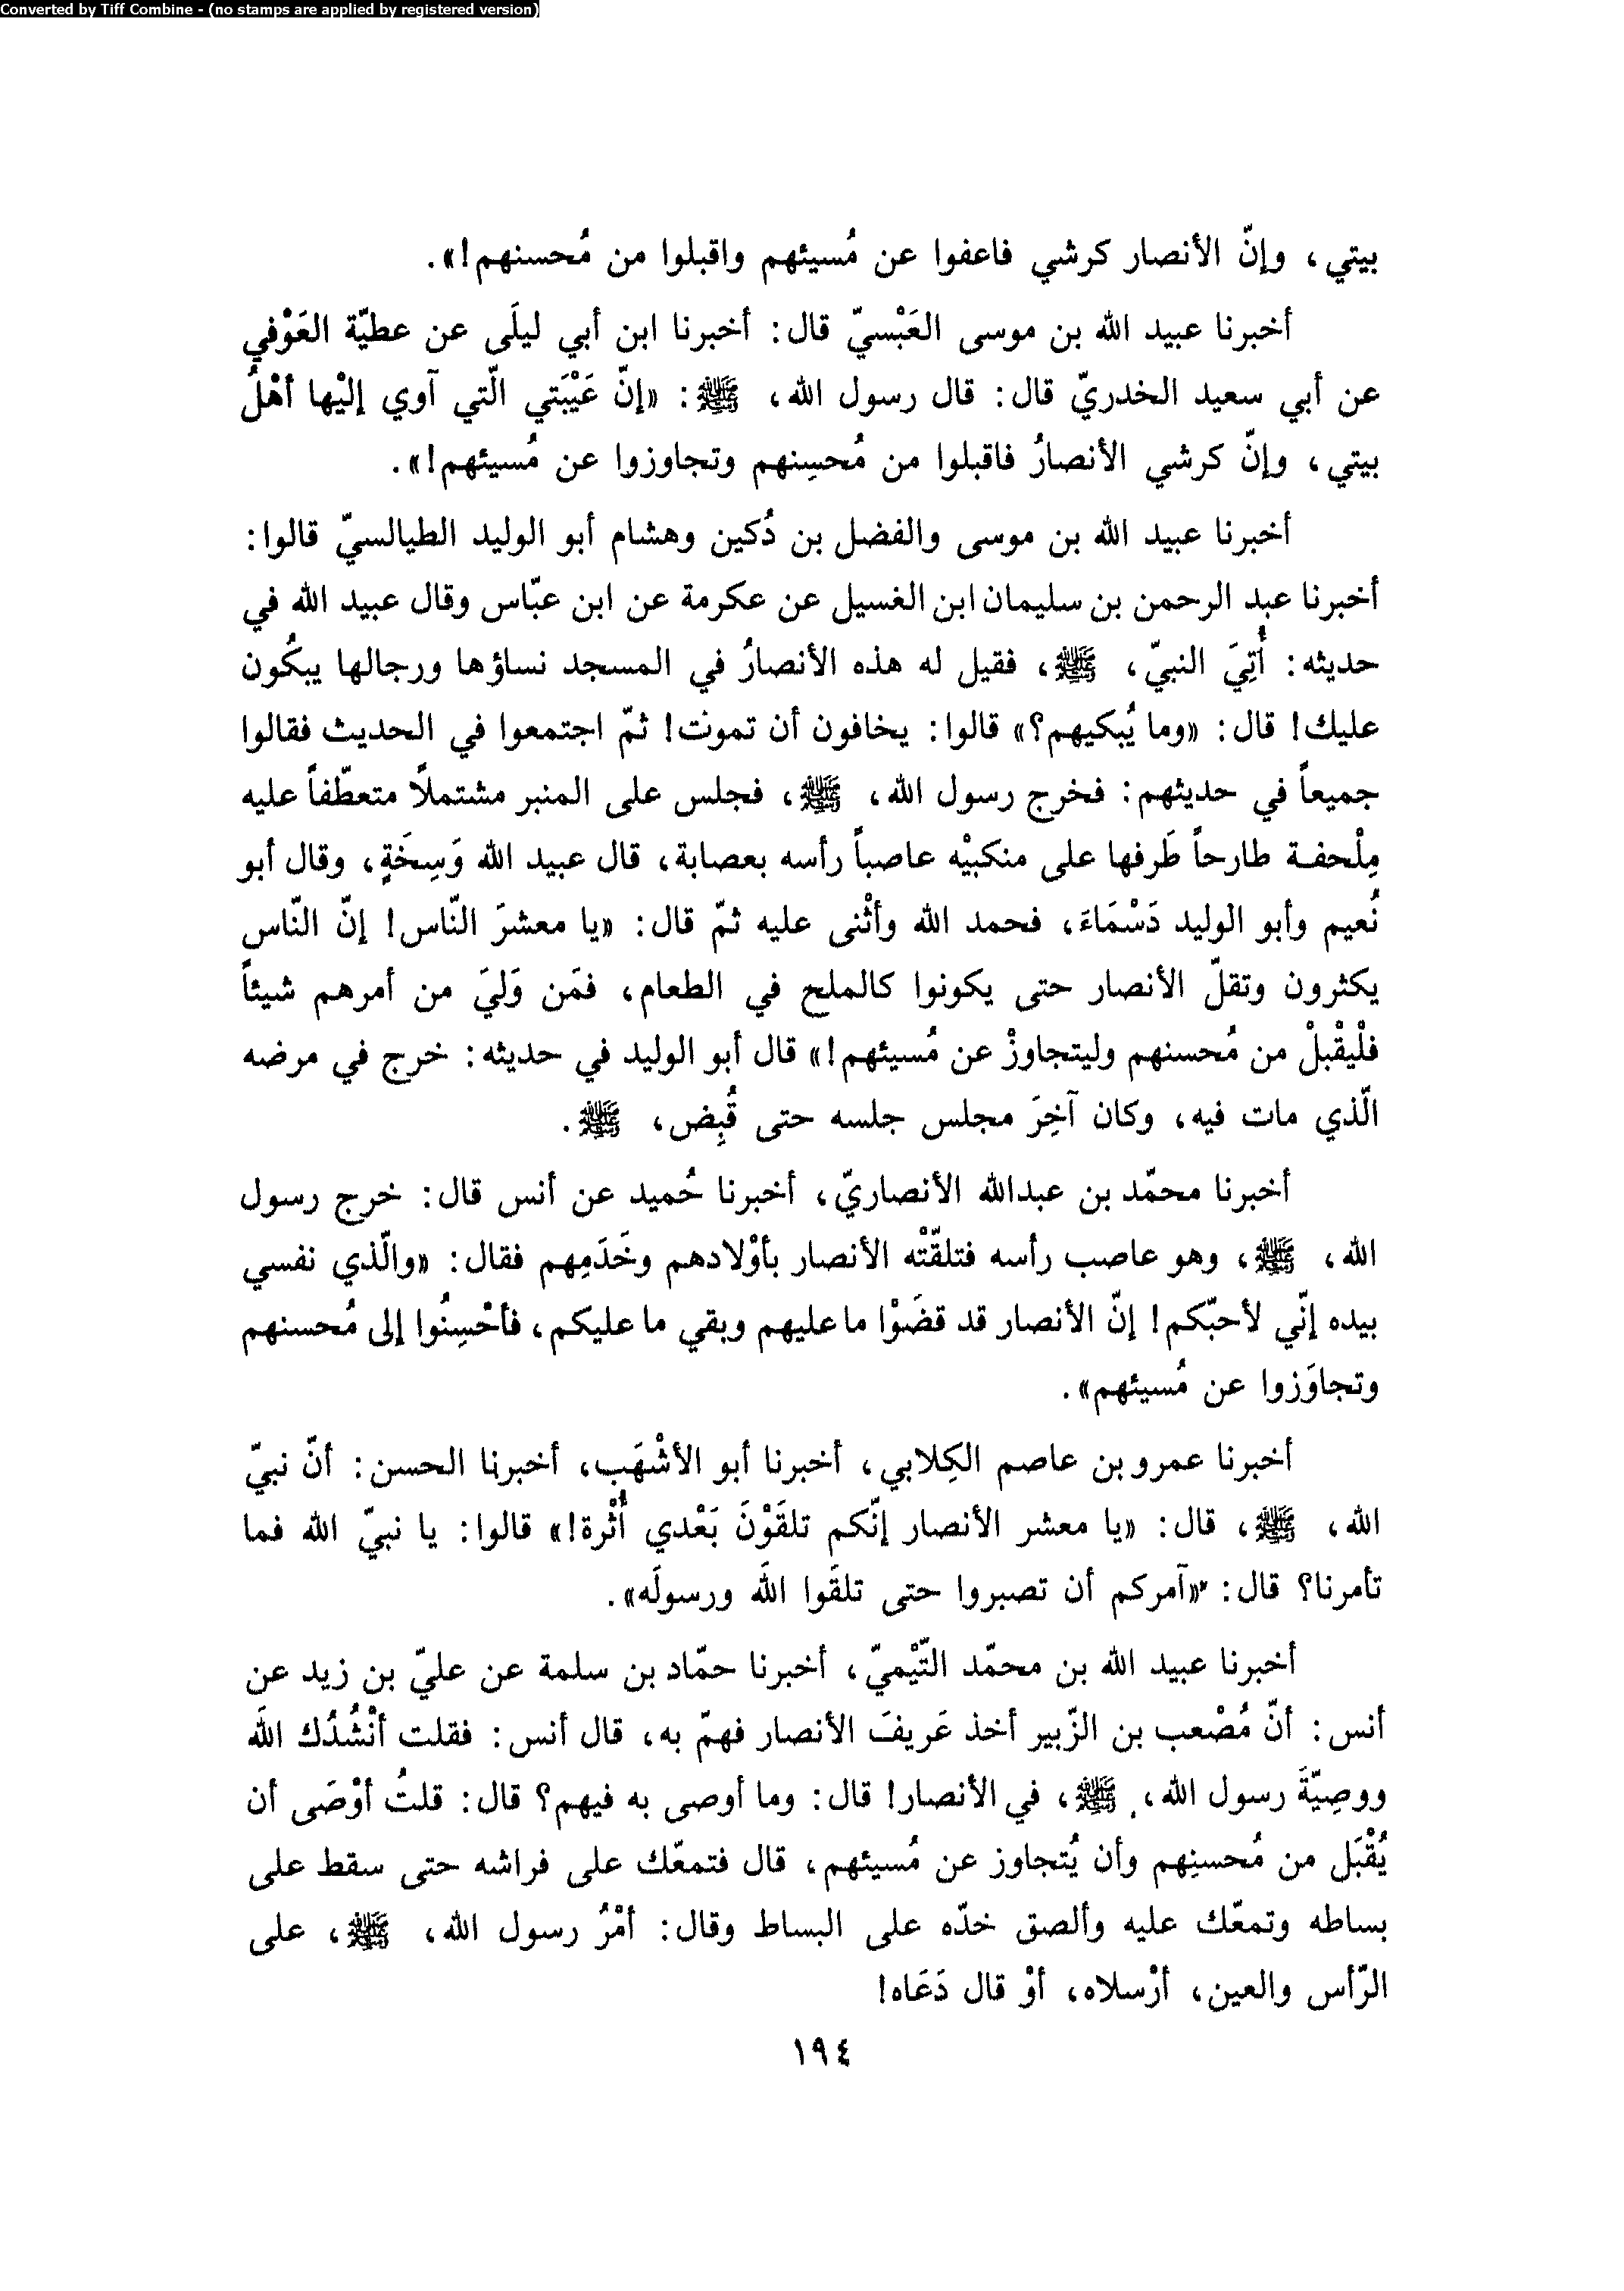 Converted by Tiff Combine - (no stamps are applied by registered version)
بيتي، وإنّ الأنصار كرشي فاعفوا عن مُسيئهم واقبلوا من مُحسنهم!».
أخبرنا عبيد الله بن موسى العَبْسيّ قال: أخبرنا ابن أبي ليلَى عن عطيّة العَوْفي
عن أبي سعيد الخدريّ قال: قال رسول الله، ﷺ: «إنّ عَيْبَتي الّتي آوي إليْها أهْلُ
بيتي، وإنّ كرشي الأنصارُ فاقبلوا من مُحسِنهم وتجاوزوا عن مُسيئهم!».
أخبرنا عبيد الله بن موسى والفضل بن دُكين وهشام أبو الوليد الطيالسيّ قالوا:
أخبرنا عبد الرحمن بن سليمان ابن الغسيل عن عكرمة عن ابن عبّاس وقال عبيد الله في
حديثه: أُتِيَ النبيّ، ﷺ، فقيل له هذه الأنصارُ في المسجد نساؤها ورجالها يبكُون
عليك! قال: «وما يُبكيهم؟» قالوا: يخافون أن تموت! ثمّ اجتمعوا في الحديث فقالوا
جميعاً في حديثهم: فخرج رسول الله، ﷺ، فجلس على المنبر مشتملاً متعطّفاً عليه
مِلْحفة طارحاً طَرفها على منكبيْه عاصباً رأسه بعصابة، قال عبيد الله وَسِخَةٍ، وقال أبو
نُعيم وأبو الوليد دَسْمَاءَ، فحمد الله وأثْنى عليه ثمّ قال: «يا معشرَ النّاس! إنّ النّاس
يكثرون وتقلّ الأنصار حتى يكونوا كالملح في الطعام، فمَن وَليَ من أمرهم شيئاً
فلْيقْبلْ من مُحسنهم وليتجاوزْ عن مُسيئهم!» قال أبو الوليد في حديثه: خرج في مرضه
الّذي مات فيه، وكان آخِرَ مجلس جلسه حتى قُبِض، ﷺ.
أخبرنا محمّد بن عبدالله الأنصاريّ، أخبرنا حُميد عن أنس قال: خرج رسول
الله، ﷺ، وهو عاصب رأسه فتلقّتْه الأنصار بأوْلادهم وخَدَمِهم فقال: «والّذي نفسي
بيده إنّي لأحبّكم! إنّ الأنصار قد قضَوْا ما عليهم وبقي ما عليكم، فأحْسِنُوا إلى مُحسنهم
وتجاوَزوا عن مُسيئهم».
أخبرنا عمرو بن عاصم الكِلابي، أخبرنا أبو الأشْهَب، أخبرنا الحسن: أنّ نبيّ
الله، ﷺ، قال: «يا معشر الأنصار إنّكم تلقَوْنَ بَعْدي أُثْرة!» قالوا: يا نبيّ الله فما
تأمرنا؟ قال: «آمركم أن تصبروا حتى تلقَوا اللهَ ورسولَه».
أخبرنا عبيد الله بن محمّد التّيْميّ، أخبرنا حمّاد بن سلمة عن عليّ بن زيد عن
أنس: أنّ مُصْعب بن الزّبير أخذ عَريفَ الأنصار فهمّ به، قال أنس: فقلت أنْشُدُك اللهَ
ووصِيّةَ رسول الله، ﷺ، في الأنصار! قال: وما أوصى به فيهم؟ قال: قلتُ أوْصَى أن
يُقْبَل من مُحسنِهم وأن يُتجاوز عن مُسيئهم، قال فتمعّك على فراشه حتى سقط على
بساطه وتمعّك عليه وألصق خدّه على البساط وقال: أمْرُ رسول الله، ﷺ، على
الرّأس والعين، أرْسلاه، أوْ قال دَعَاه!
١٩٤